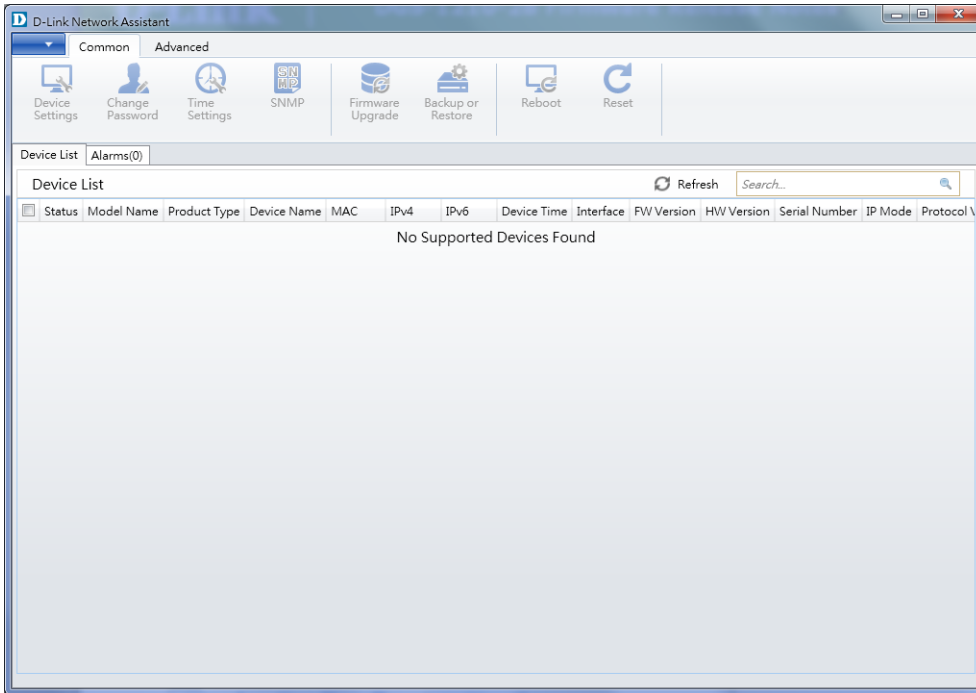 D-Link Network Assistant
Common Advanced
Device Settings
Change Password
Time Settings
SNMP
SNMP
Firmware Upgrade
Backup or Restore
Reboot
Reset
Device List Alarms(0)
Device List
Refresh
Search...
Status Model Name Product Type Device Name MAC IPv4 IPv6 Device Time Interface FW Version HW Version Serial Number IP Mode Protocol
No Supported Devices Found